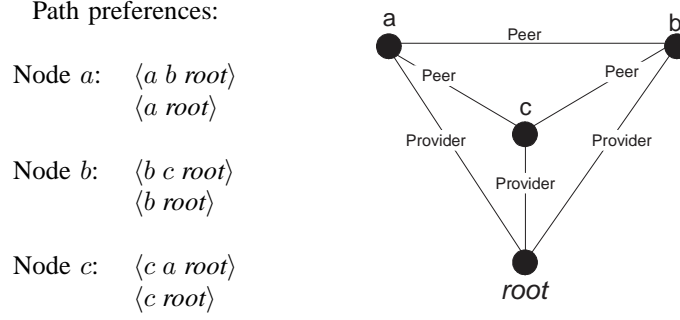 Path preferences:
Node a: ⟨a b root⟩
⟨a root⟩
Node b: ⟨b c root⟩
⟨b root⟩
Node c: ⟨c a root⟩
⟨c root⟩
a
b
Peer
Peer
Peer
c
Provider
Provider
Provider
root